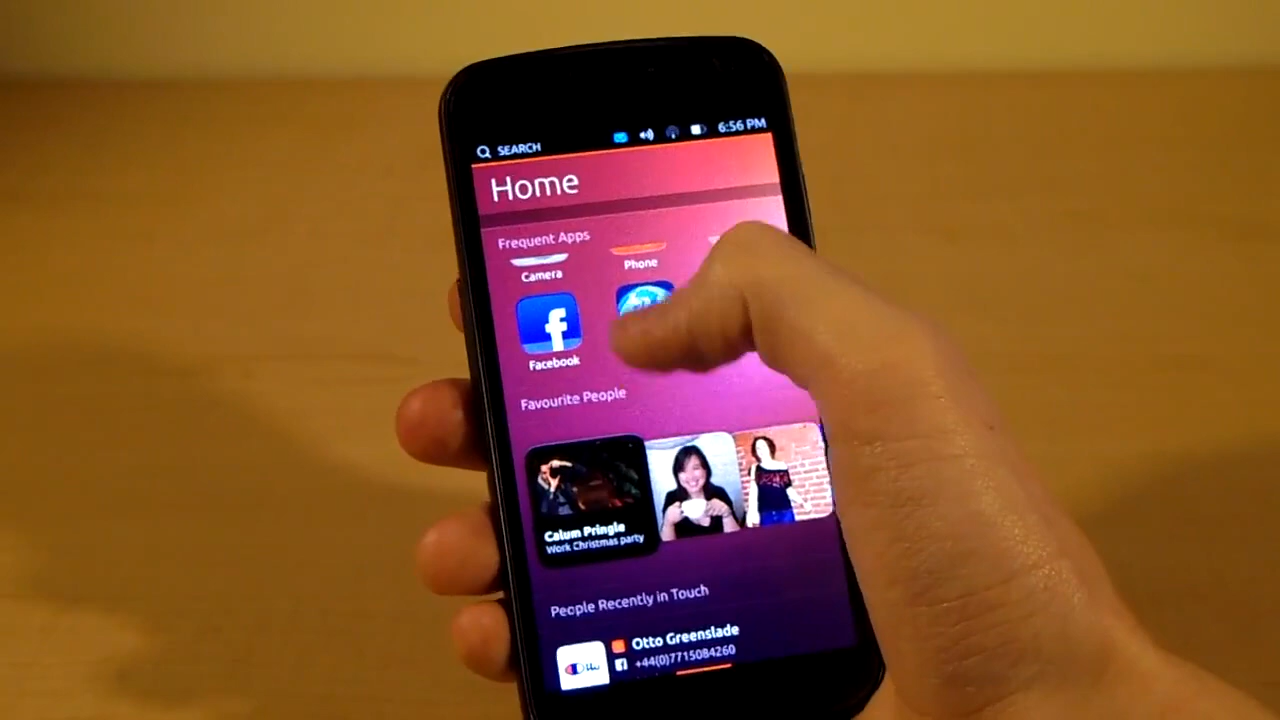 SEARCH
6:56 PM
Home
Frequent Apps
Camera
Phone
f
Facebook
Favourite People
Calum Pringle
Work Christmas party
People Recently in Touch
Otto Greenslade
f +44(0)7715084260